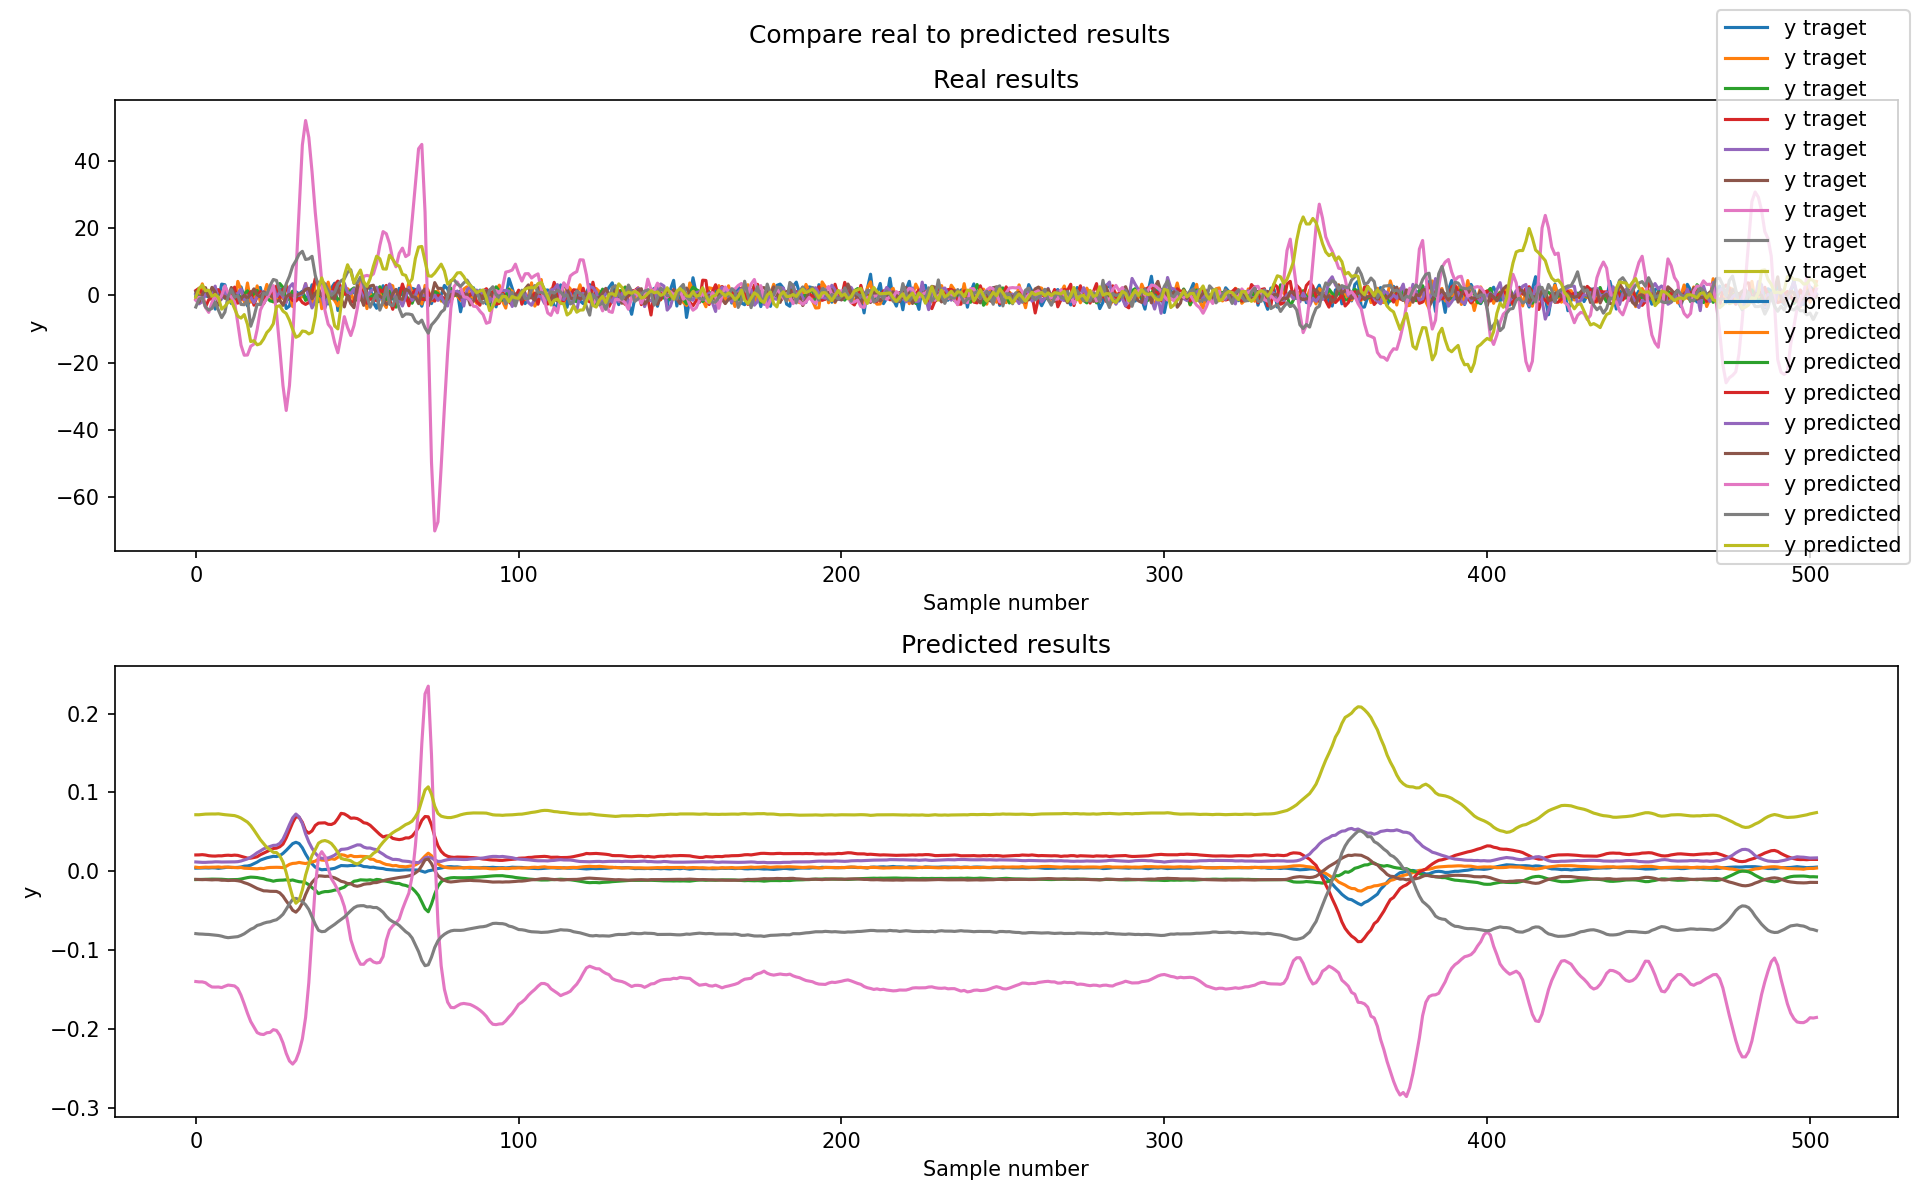 Compare real to predicted results
Real results
y traget
y traget
y traget
y traget
y traget
y traget
y traget
y traget
y traget
y predicted
y predicted
y predicted
y predicted
y predicted
y predicted
y predicted
y predicted
y predicted
40
20
0
−20
−40
−60
y
0 100 200 300 400 500
Sample number
Predicted results
0.2
0.1
0.0
−0.1
−0.2
−0.3
y
0 100 200 300 400 500
Sample number